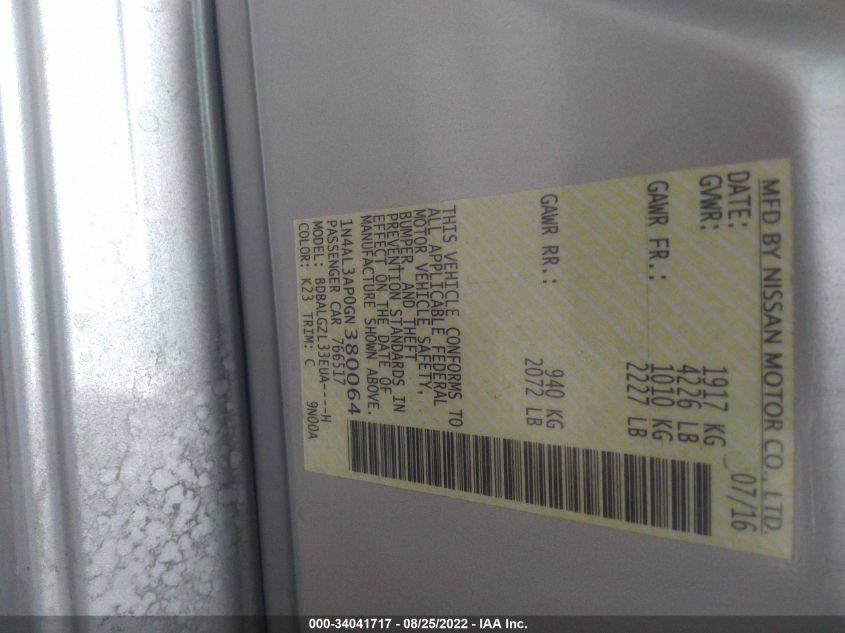 MFD BY NISSAN MOTOR CO., LTD.
DATE: 07/16
GVWR: 1917 KG
4226 LB
GAWR FR.: 1010 KG
2227 LB
GAWR RR.: 940 KG
2072 LB
THIS VEHICLE CONFORMS TO
ALL APPLICABLE FEDERAL
MOTOR VEHICLE SAFETY,
BUMPER, AND THEFT
PREVENTION STANDARDS IN
EFFECT ON THE DATE OF
MANUFACTURE SHOWN ABOVE.
1N4AL3AP0GN380064
PASSENGER CAR 766517
MODEL: BDBALGZL33EUA----H
COLOR: K23 TRIM: C 9N00A
000-34041717 - 08/25/2022 - IAA Inc.